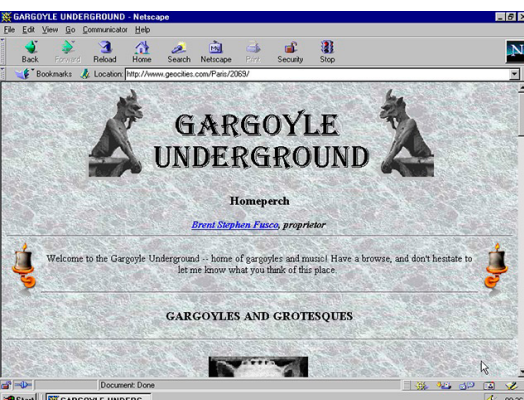 GARGOYLE UNDERGROUND - Netscape
File Edit View Go Communicator Help
Back Forward Reload Home Search Netscape Print Security Stop
N
Bookmarks Location: http://www.geocities.com/Paris/2069/
GARGOYLE
UNDERGROUND
Homeperch
Brent Stephen Fusco, proprietor
Welcome to the Gargoyle Underground -- home of gargoyles and music! Have a browse, and don't hesitate to
let me know what you think of this place.
GARGOYLES AND GROTESQUES
Document: Done
Start GARGOYLE UNDERG...